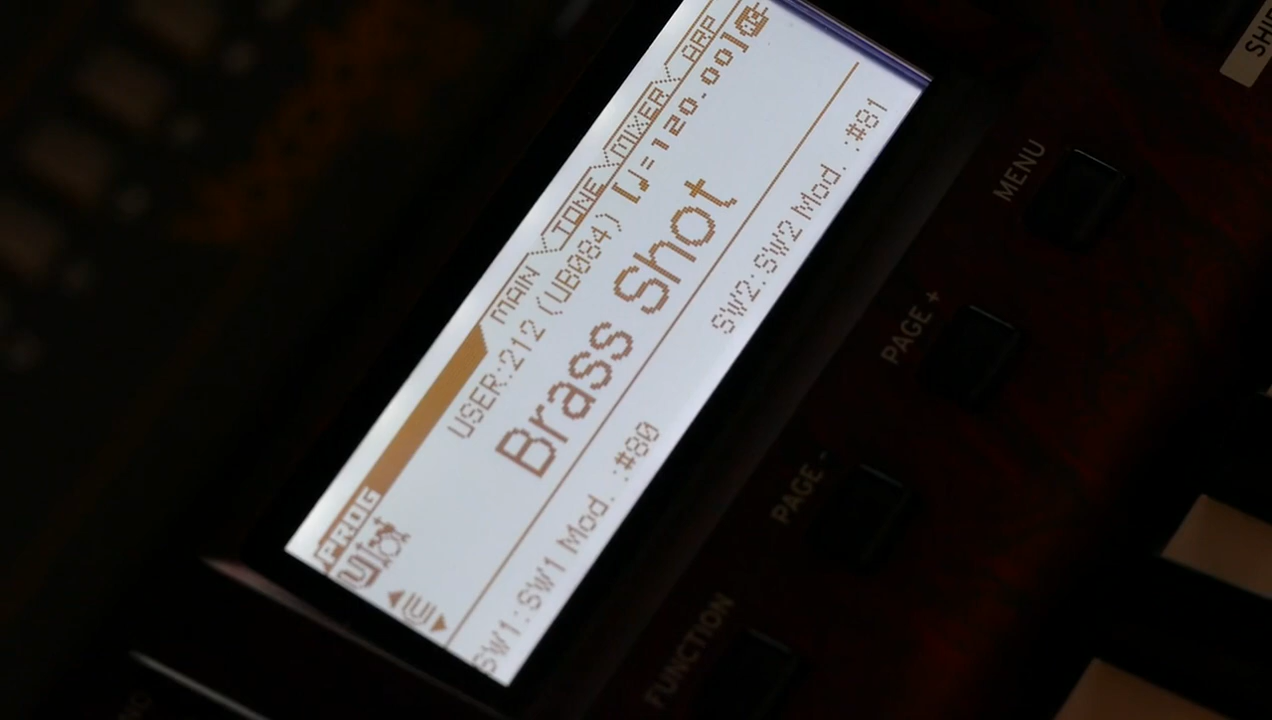 PROG MAIN TONE MIXER ARP
USER:212 (UB084) [♩=120.00]
Brass Shot
SW1:SW1 Mod. :#80 SW2:SW2 Mod. :#81
FUNCTION
PAGE -
PAGE +
MENU